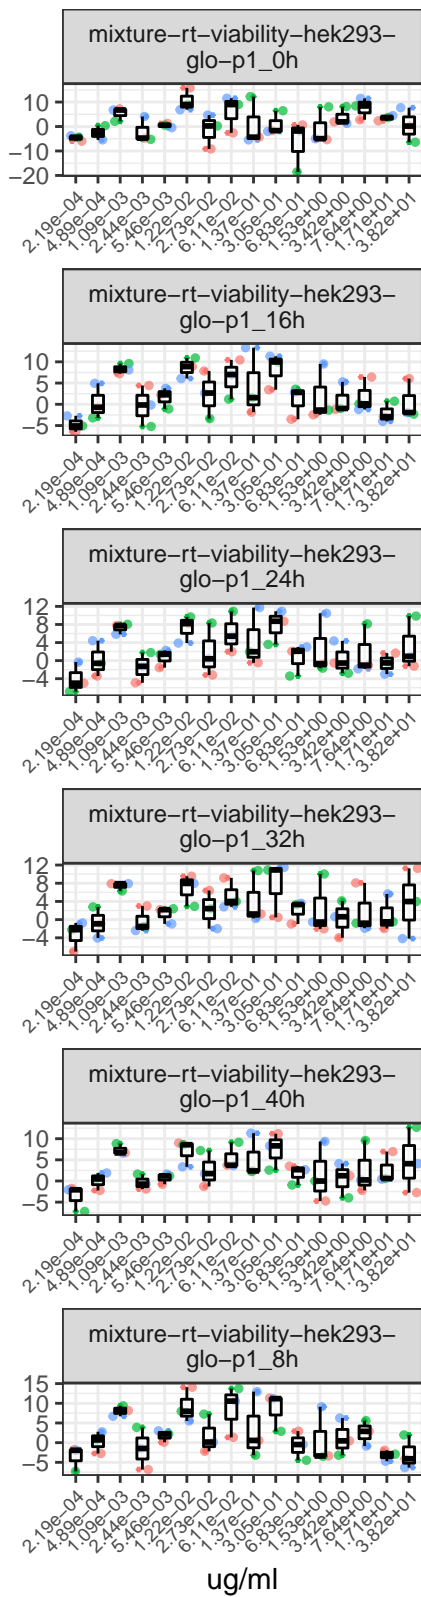 mixture−rt−viability−hek293−
glo−p1_0h
10
0
−10
−20
2.19e−04
4.89e−04
1.09e−03
2.44e−03
5.46e−03
1.22e−02
2.73e−02
6.11e−02
1.37e−01
3.05e−01
6.83e−01
1.53e+00
3.42e+00
7.64e+00
1.71e+01
3.82e+01
mixture−rt−viability−hek293−
glo−p1_16h
10
5
0
−5
2.19e−04
4.89e−04
1.09e−03
2.44e−03
5.46e−03
1.22e−02
2.73e−02
6.11e−02
1.37e−01
3.05e−01
6.83e−01
1.53e+00
3.42e+00
7.64e+00
1.71e+01
3.82e+01
mixture−rt−viability−hek293−
glo−p1_24h
12
8
4
0
−4
2.19e−04
4.89e−04
1.09e−03
2.44e−03
5.46e−03
1.22e−02
2.73e−02
6.11e−02
1.37e−01
3.05e−01
6.83e−01
1.53e+00
3.42e+00
7.64e+00
1.71e+01
3.82e+01
mixture−rt−viability−hek293−
glo−p1_32h
12
8
4
0
−4
2.19e−04
4.89e−04
1.09e−03
2.44e−03
5.46e−03
1.22e−02
2.73e−02
6.11e−02
1.37e−01
3.05e−01
6.83e−01
1.53e+00
3.42e+00
7.64e+00
1.71e+01
3.82e+01
mixture−rt−viability−hek293−
glo−p1_40h
10
5
0
−5
2.19e−04
4.89e−04
1.09e−03
2.44e−03
5.46e−03
1.22e−02
2.73e−02
6.11e−02
1.37e−01
3.05e−01
6.83e−01
1.53e+00
3.42e+00
7.64e+00
1.71e+01
3.82e+01
mixture−rt−viability−hek293−
glo−p1_8h
15
10
5
0
−5
2.19e−04
4.89e−04
1.09e−03
2.44e−03
5.46e−03
1.22e−02
2.73e−02
6.11e−02
1.37e−01
3.05e−01
6.83e−01
1.53e+00
3.42e+00
7.64e+00
1.71e+01
3.82e+01
ug/ml